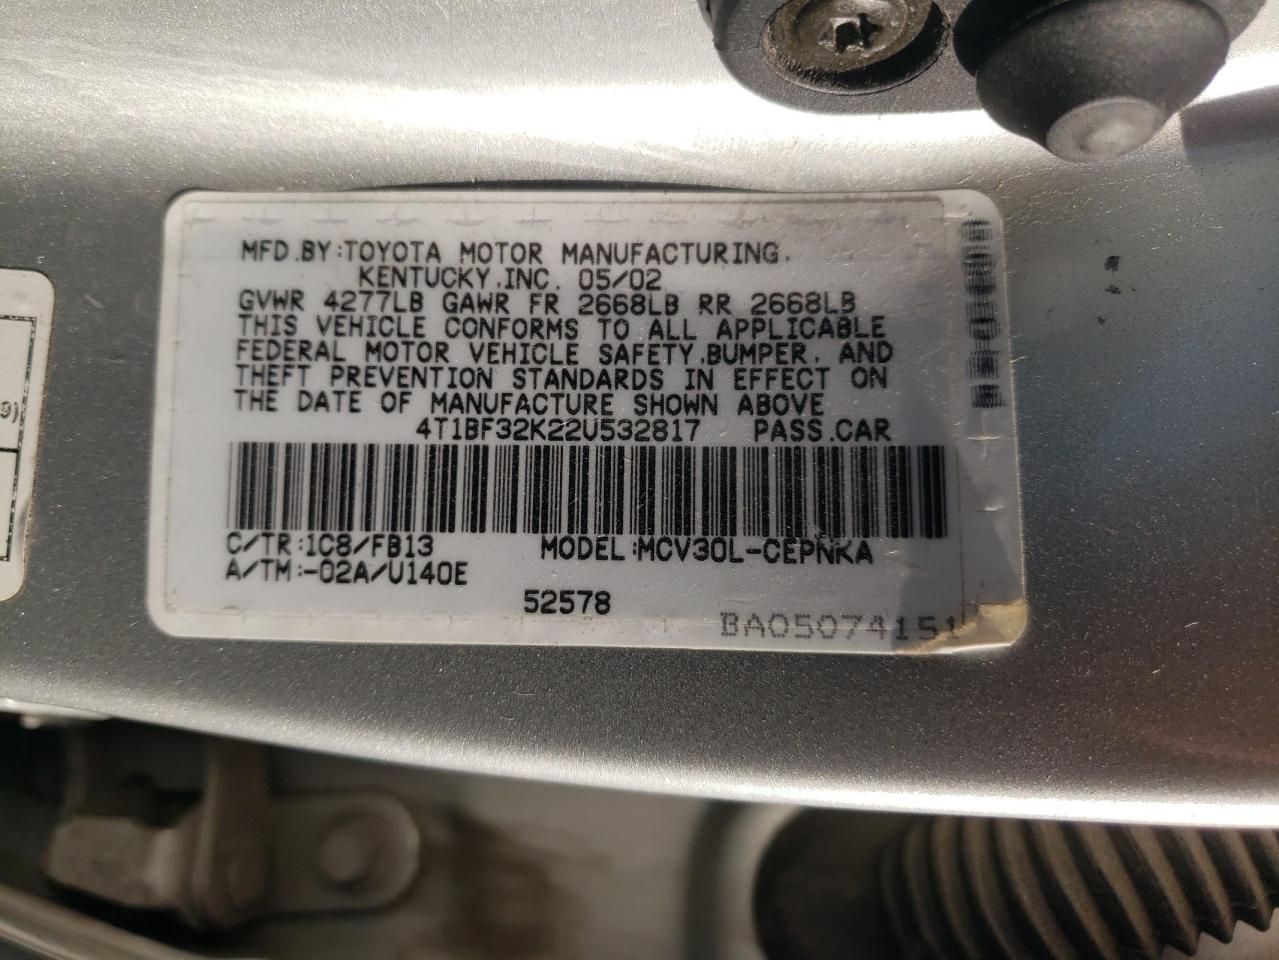 MFD.BY:TOYOTA MOTOR MANUFACTURING,
KENTUCKY,INC. 05/02
GVWR 4277LB GAWR FR 2668LB RR 2668LB
THIS VEHICLE CONFORMS TO ALL APPLICABLE
FEDERAL MOTOR VEHICLE SAFETY,BUMPER, AND
THEFT PREVENTION STANDARDS IN EFFECT ON
THE DATE OF MANUFACTURE SHOWN ABOVE
4T1BF32K22U532817 PASS.CAR
C/TR:1C8/FB13 MODEL:MCV30L-CEPNKA
A/TM:-02A/U140E
52578
BA05074151
9)